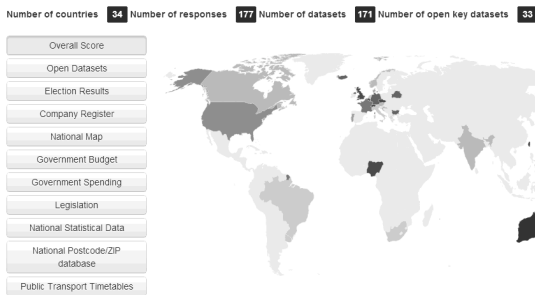 Number of countries 34 Number of responses 177 Number of datasets 171 Number of open key datasets 33
Overall Score
Open Datasets
Election Results
Company Register
National Map
Government Budget
Government Spending
Legislation
National Statistical Data
National Postcode/ZIP
database
Public Transport Timetables